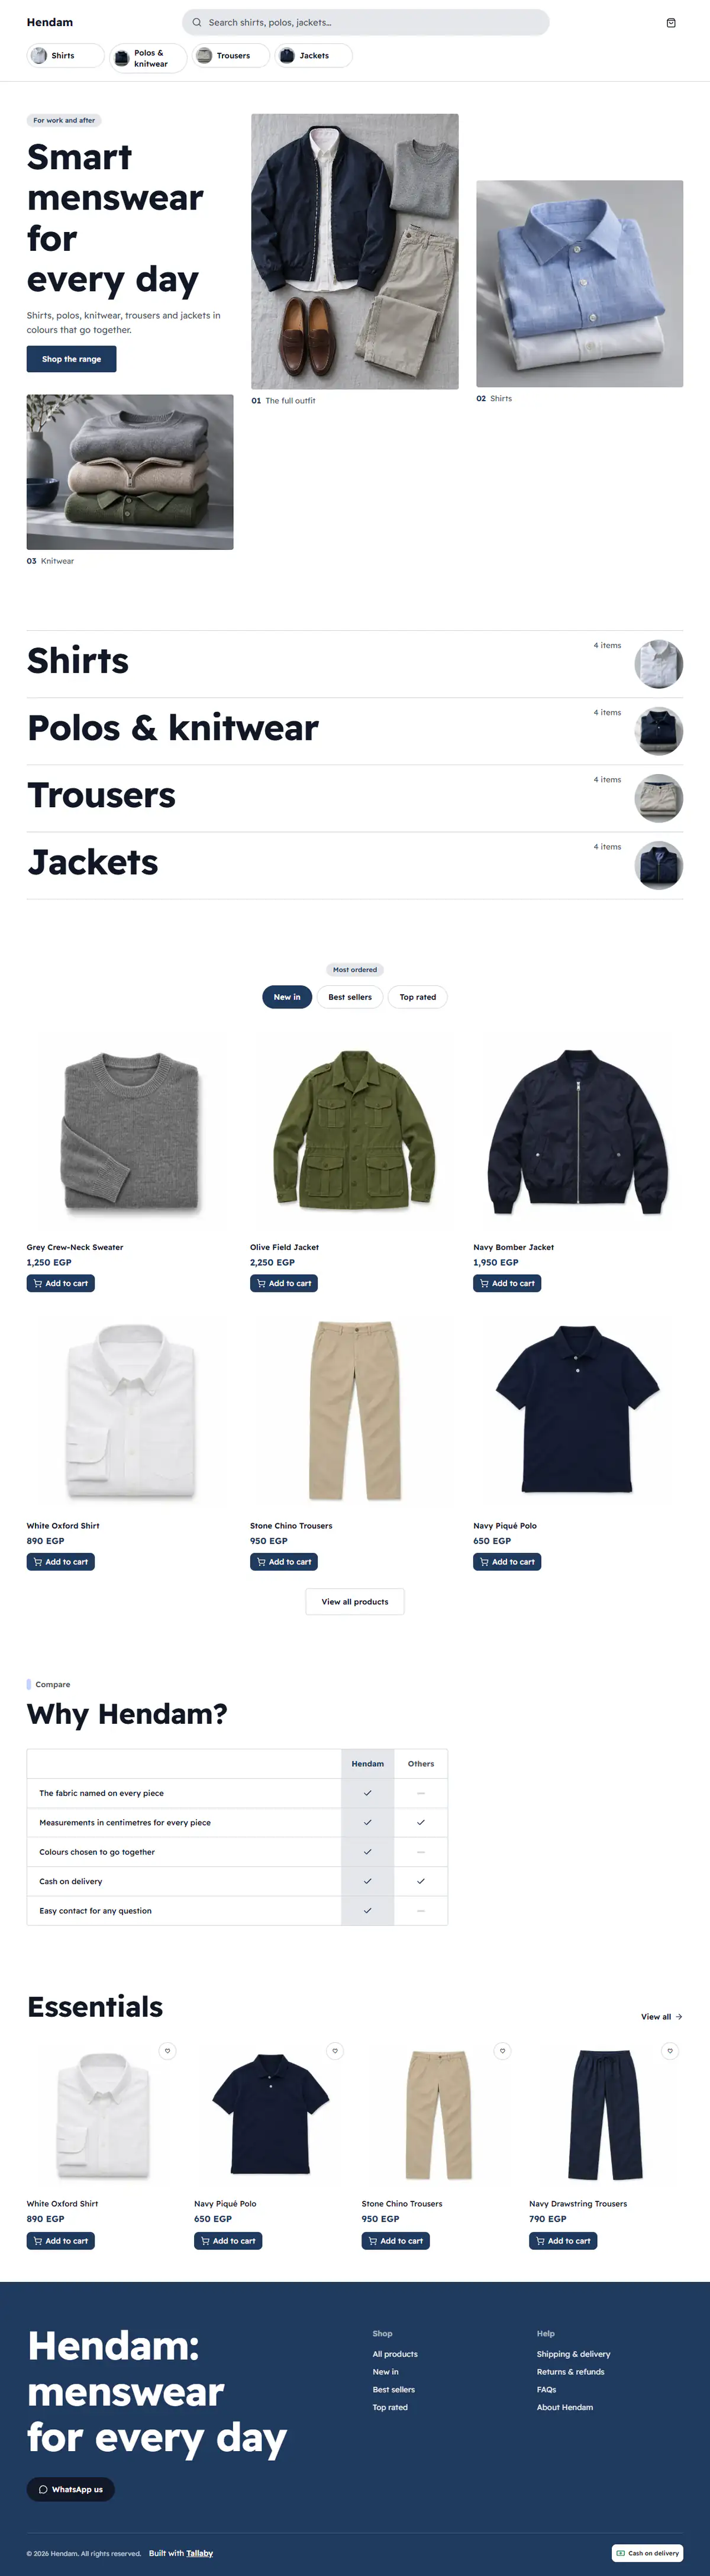 Hendam
Search shirts, polos, jackets...
Shirts
Polos &
knitwear
Trousers
Jackets
For work and after
Smart
menswear
for
every day
Shirts, polos, knitwear, trousers and jackets in
colours that go together.
Shop the range
01 The full outfit
02 Shirts
03 Knitwear
Shirts
4 items
Polos & knitwear
4 items
Trousers
4 items
Jackets
4 items
Most ordered
New in
Best sellers
Top rated
Grey Crew-Neck Sweater
1,250 EGP
Add to cart
Olive Field Jacket
2,250 EGP
Add to cart
Navy Bomber Jacket
1,950 EGP
Add to cart
White Oxford Shirt
890 EGP
Add to cart
Stone Chino Trousers
950 EGP
Add to cart
Navy Piqué Polo
650 EGP
Add to cart
View all products
Compare
Why Hendam?
Hendam Others
The fabric named on every piece
Measurements in centimetres for every piece
Colours chosen to go together
Cash on delivery
Easy contact for any question
Essentials
View all
White Oxford Shirt
890 EGP
Add to cart
Navy Piqué Polo
650 EGP
Add to cart
Stone Chino Trousers
950 EGP
Add to cart
Navy Drawstring Trousers
790 EGP
Add to cart
Hendam:
menswear
for every day
WhatsApp us
Shop
All products
New in
Best sellers
Top rated
Help
Shipping & delivery
Returns & refunds
FAQs
About Hendam
© 2026 Hendam. All rights reserved. Built with Tallaby
Cash on delivery